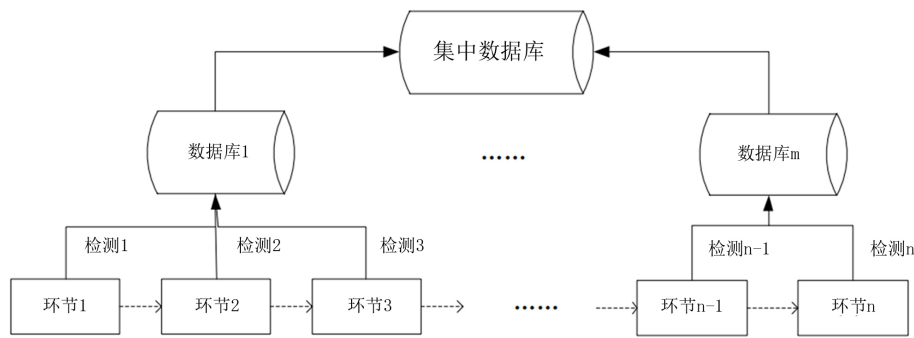 集中数据库
数据库1
……
数据库m
检测1
检测2
检测3
检测n-1
检测n
环节1
环节2
环节3
……
环节n-1
环节n